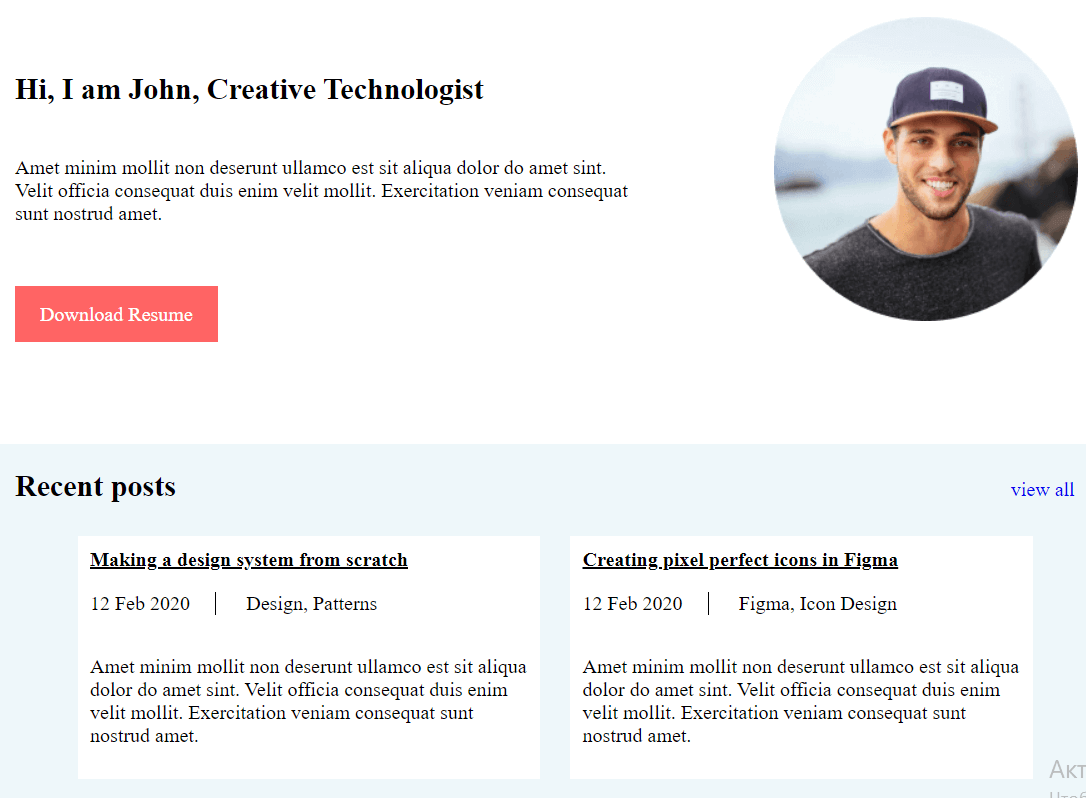 Hi, I am John, Creative Technologist
Amet minim mollit non deserunt ullamco est sit aliqua dolor do amet sint.
Velit officia consequat duis enim velit mollit. Exercitation veniam consequat
sunt nostrud amet.
Download Resume
Recent posts
view all
Making a design system from scratch
12 Feb 2020 | Design, Patterns
Amet minim mollit non deserunt ullamco est sit aliqua
dolor do amet sint. Velit officia consequat duis enim
velit mollit. Exercitation veniam consequat sunt
nostrud amet.
Creating pixel perfect icons in Figma
12 Feb 2020 | Figma, Icon Design
Amet minim mollit non deserunt ullamco est sit aliqua
dolor do amet sint. Velit officia consequat duis enim
velit mollit. Exercitation veniam consequat sunt
nostrud amet.
Акт